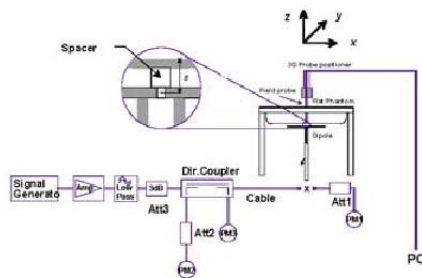 z
y
x
Spacer
s
3D Probe positioner
Field probe
Flat Phantom
Dipole
Signal
Generato
Amp
Low
Pass
3dB
Att3
Dir.Coupler
Cable
x
Att1
PM1
Att2
PM3
PM2
PC